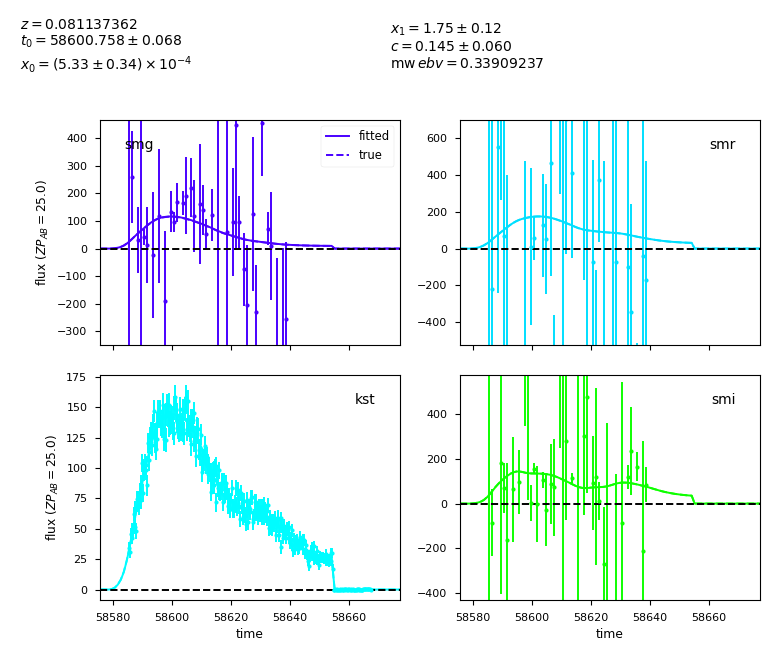 z = 0.081137362
t₀ = 58600.758 ± 0.068
x₀ = (5.33 ± 0.34) × 10⁻⁴
x₁ = 1.75 ± 0.12
c = 0.145 ± 0.060
mw ebv = 0.33909237
smg
fitted
true
400
300
200
100
0
−100
−200
−300
flux (ZP_AB = 25.0)
smr
600
400
200
0
−200
−400
kst
175
150
125
100
75
50
25
0
flux (ZP_AB = 25.0)
58580 58600 58620 58640 58660
time
smi
400
200
0
−200
−400
58580 58600 58620 58640 58660
time